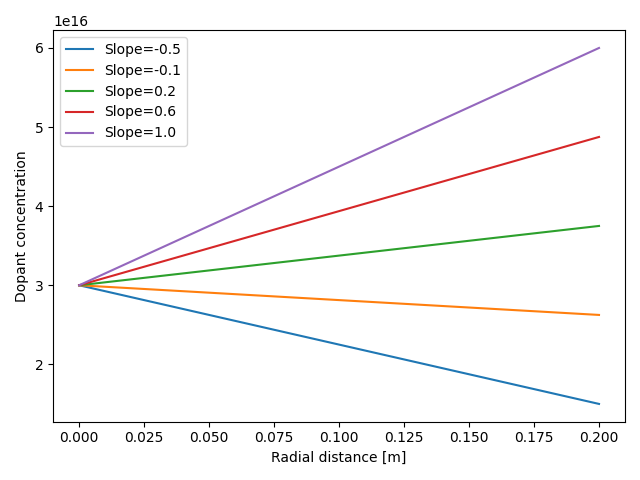 1e16
Slope=-0.5
Slope=-0.1
Slope=0.2
Slope=0.6
Slope=1.0
6
5
4
3
2
Dopant concentration
0.000 0.025 0.050 0.075 0.100 0.125 0.150 0.175 0.200
Radial distance [m]